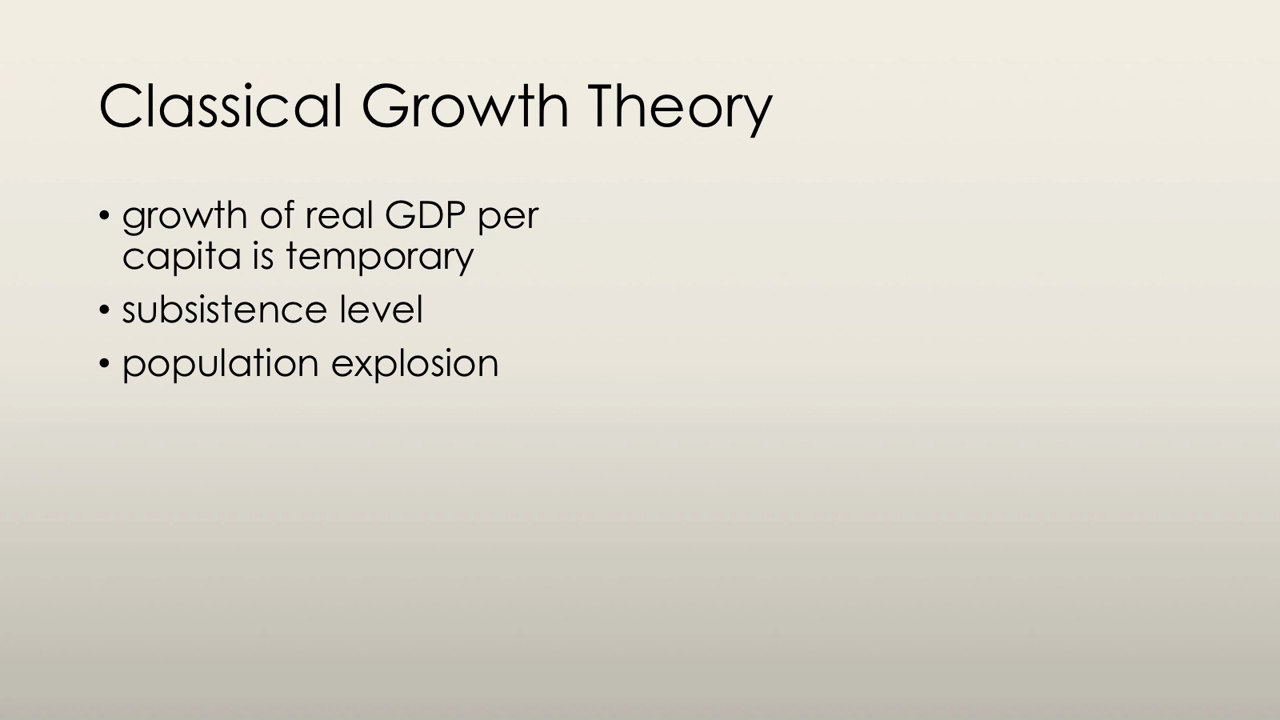 Classical Growth Theory
• growth of real GDP per
capita is temporary
• subsistence level
• population explosion